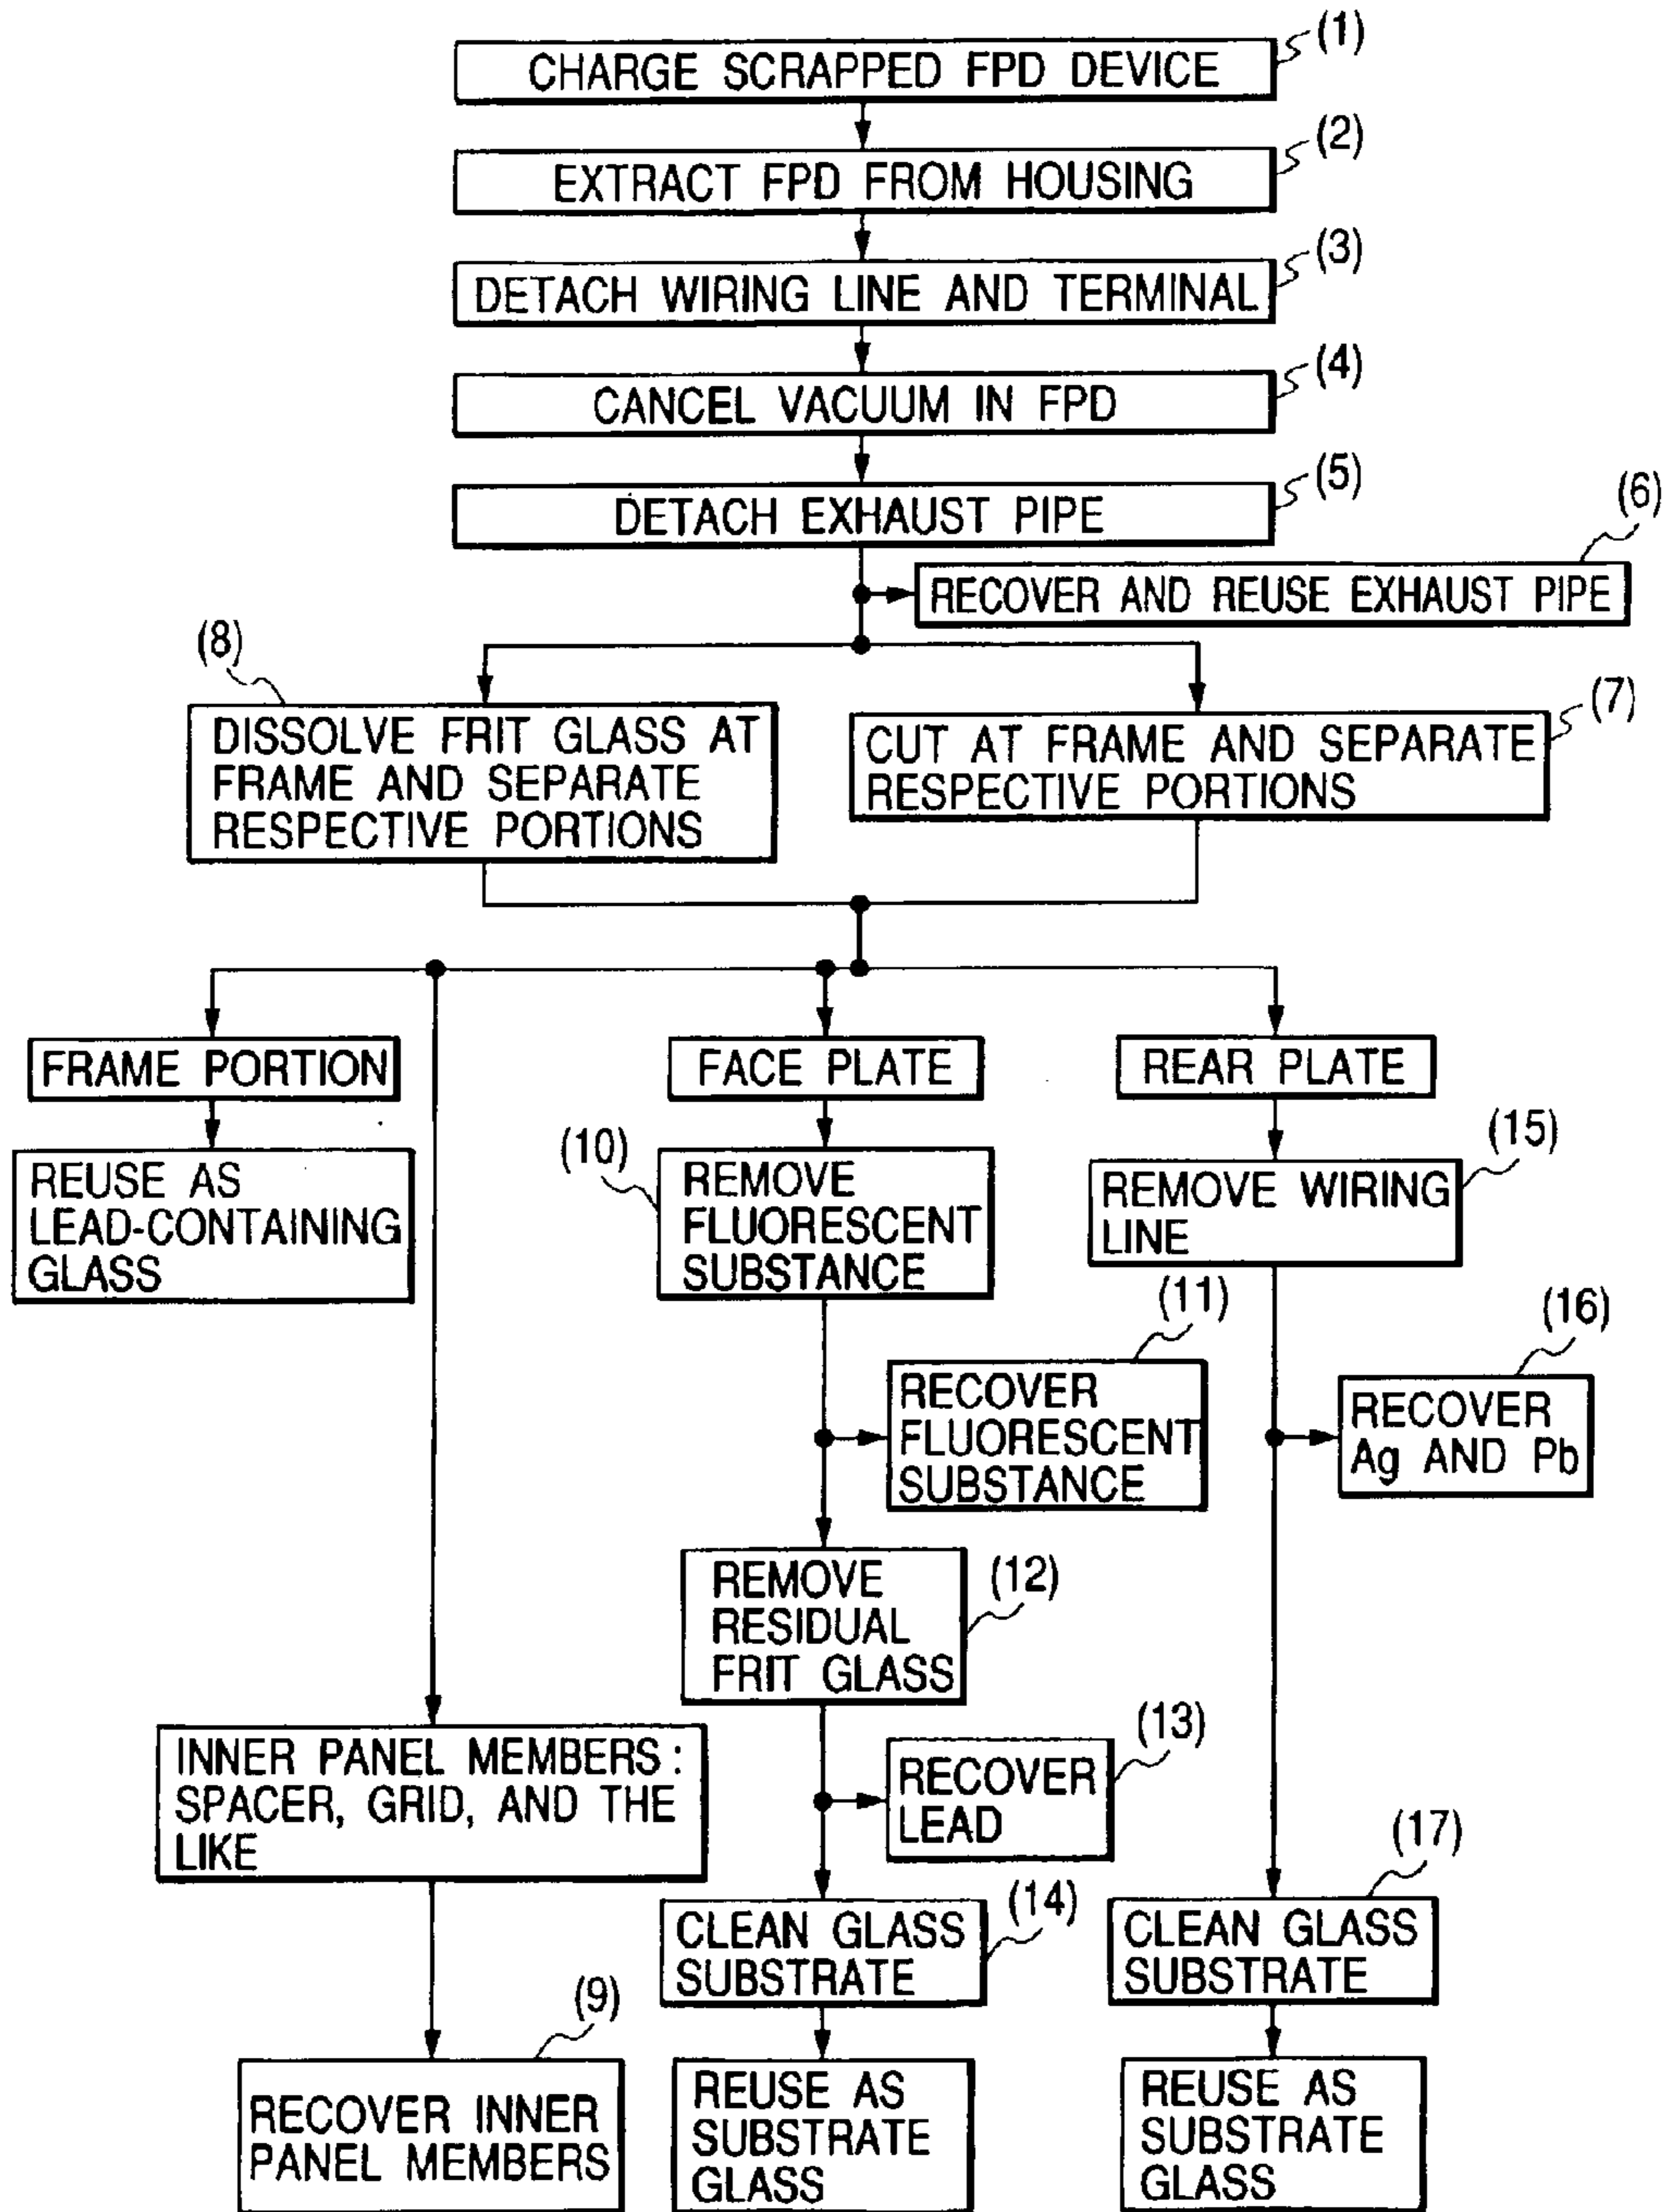 (1)
CHARGE SCRAPPED FPD DEVICE
(2)
EXTRACT FPD FROM HOUSING
(3)
DETACH WIRING LINE AND TERMINAL
(4)
CANCEL VACUUM IN FPD
(5)
DETACH EXHAUST PIPE
(6)
RECOVER AND REUSE EXHAUST PIPE
(8)
DISSOLVE FRIT GLASS AT
FRAME AND SEPARATE
RESPECTIVE PORTIONS
(7)
CUT AT FRAME AND SEPARATE
RESPECTIVE PORTIONS
FRAME PORTION
FACE PLATE
REAR PLATE
REUSE AS
LEAD-CONTAINING
GLASS
(10)
REMOVE
FLUORESCENT
SUBSTANCE
(15)
REMOVE WIRING
LINE
(11)
RECOVER
FLUORESCENT
SUBSTANCE
(16)
RECOVER
Ag AND Pb
(12)
REMOVE
RESIDUAL
FRIT GLASS
(13)
RECOVER
LEAD
INNER PANEL MEMBERS:
SPACER, GRID, AND THE
LIKE
(14)
CLEAN GLASS
SUBSTRATE
(17)
CLEAN GLASS
SUBSTRATE
(9)
RECOVER INNER
PANEL MEMBERS
REUSE AS
SUBSTRATE
GLASS
REUSE AS
SUBSTRATE
GLASS